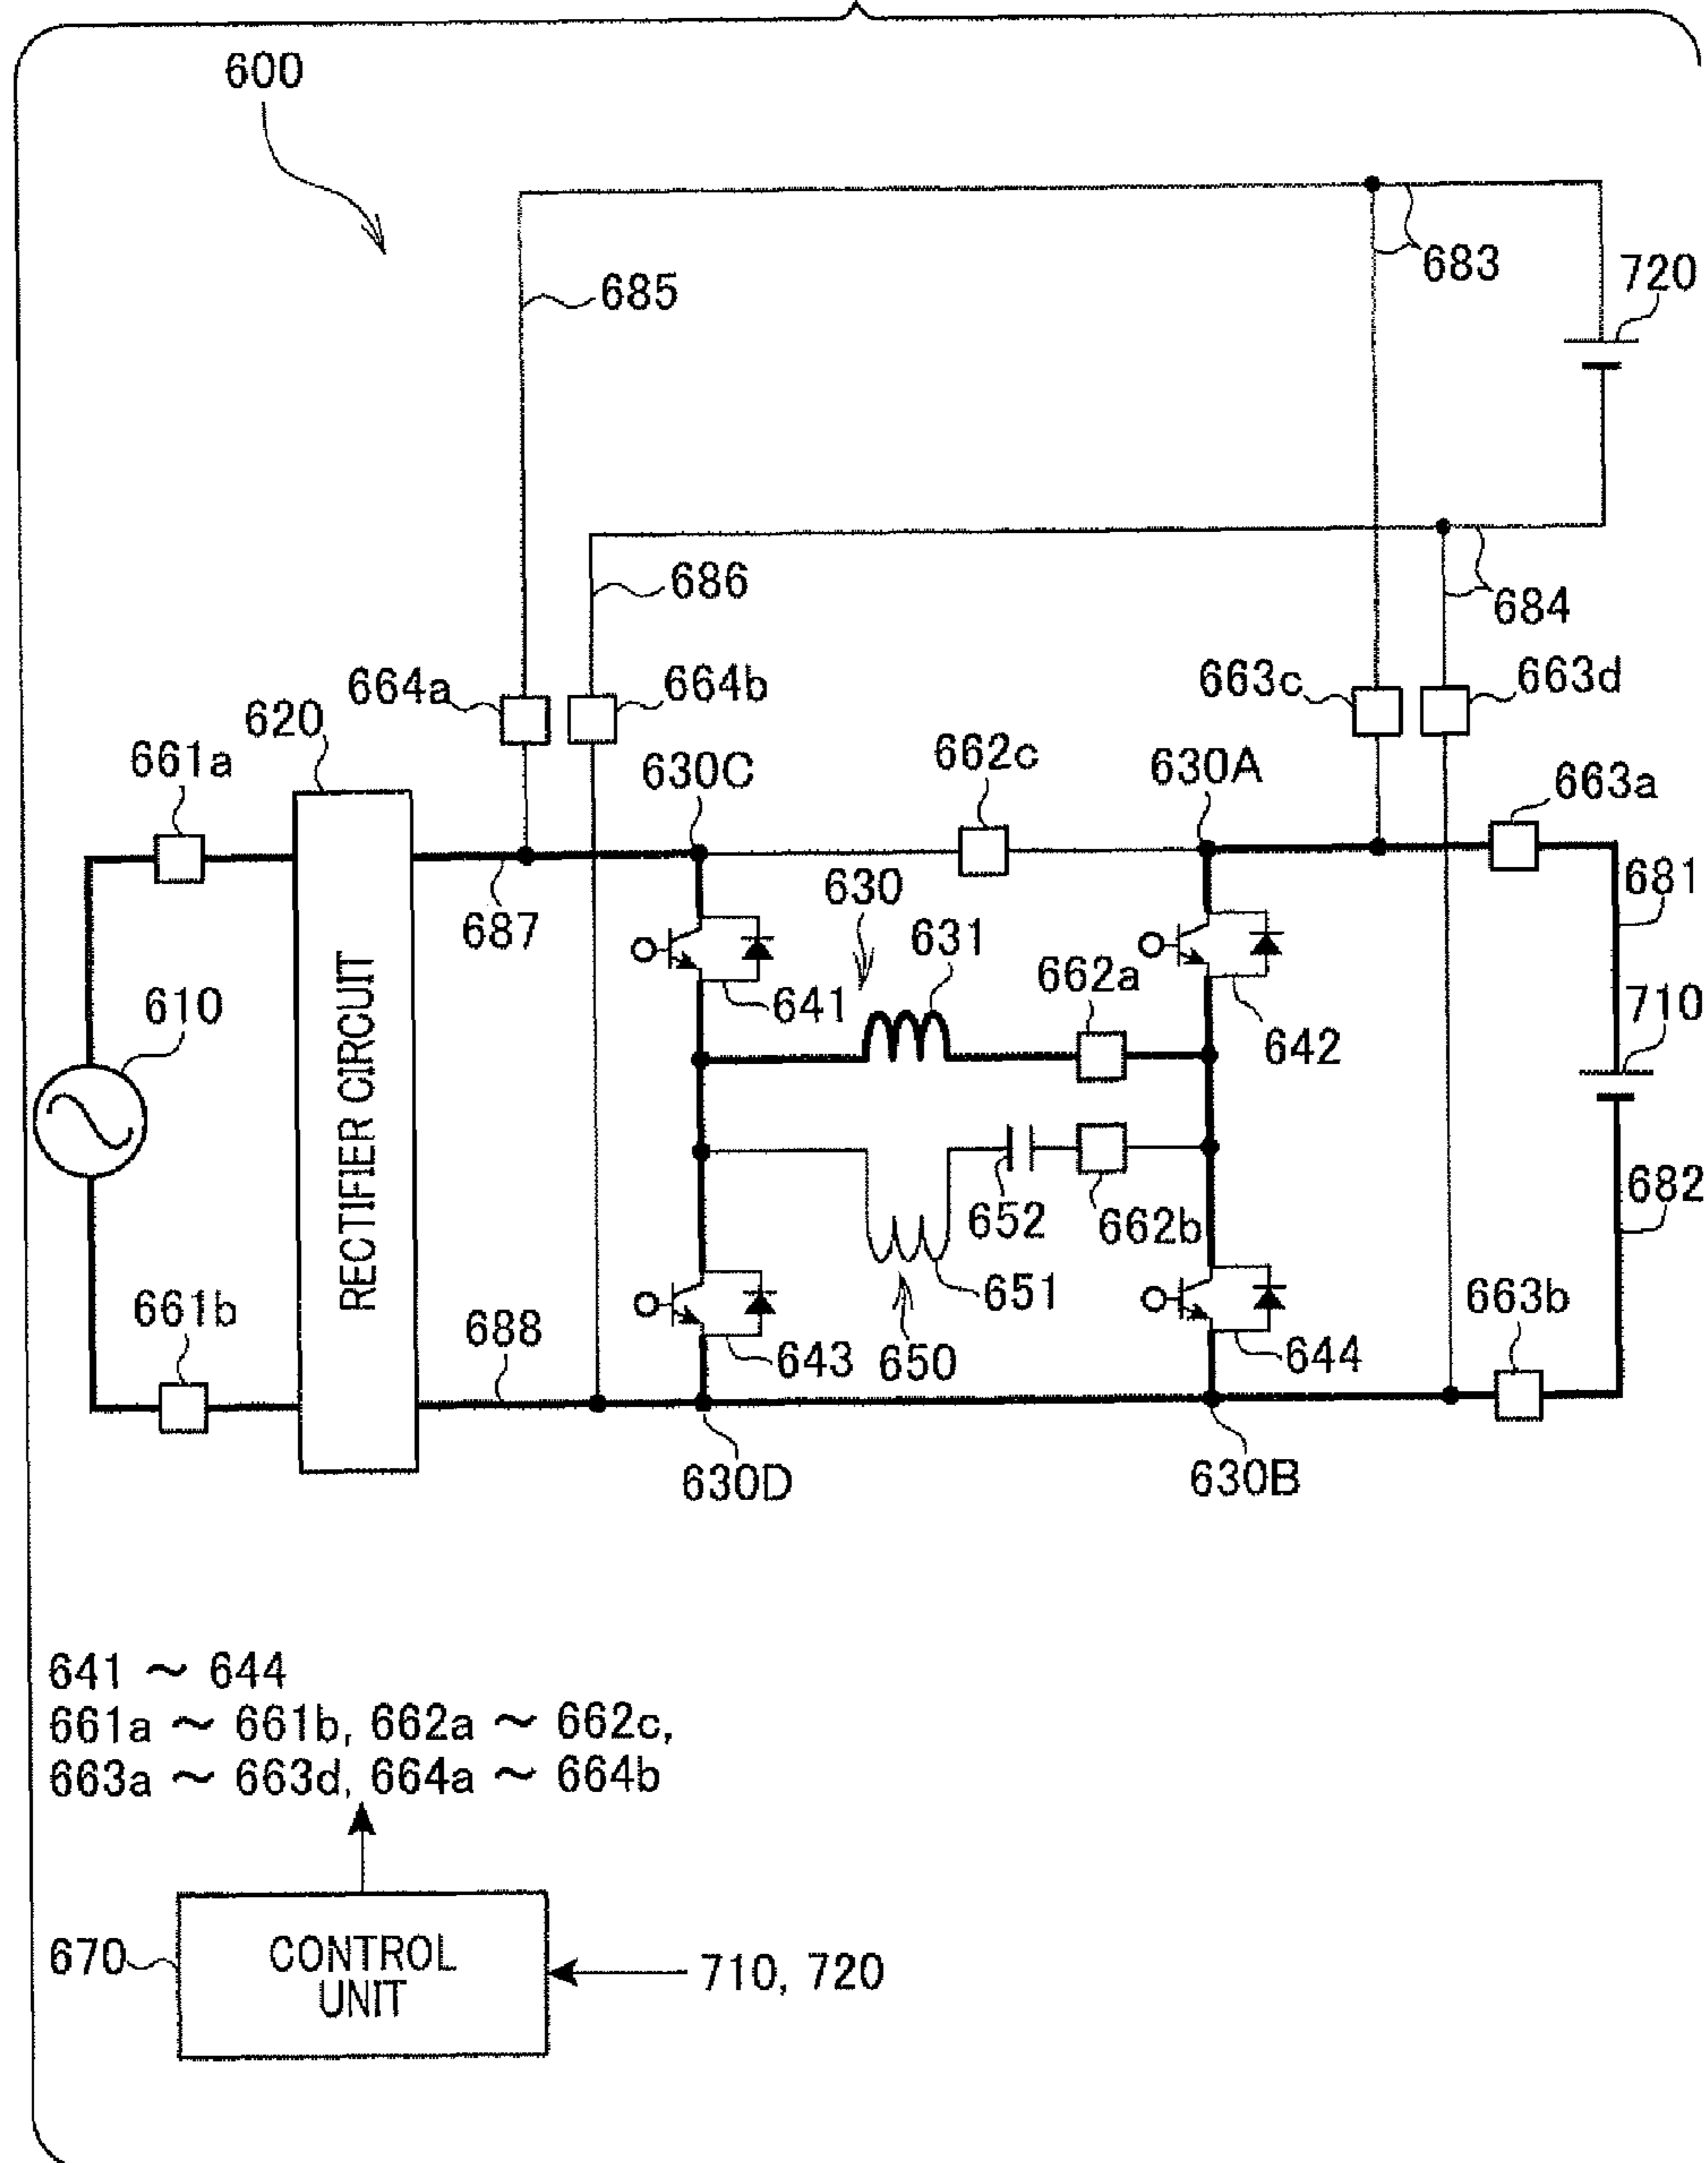 600
683
720
685
686
684
664a
664b
663c
663d
620
661a
630C
662c
630A
663a
687
630
631
681
641
662a
642
610
710
RECTIFIER CIRCUIT
652
662b
682
651
661b
688
643
650
644
663b
630D
630B
641 ~ 644
661a ~ 661b, 662a ~ 662c,
663a ~ 663d, 664a ~ 664b
670
CONTROL
UNIT
710, 720